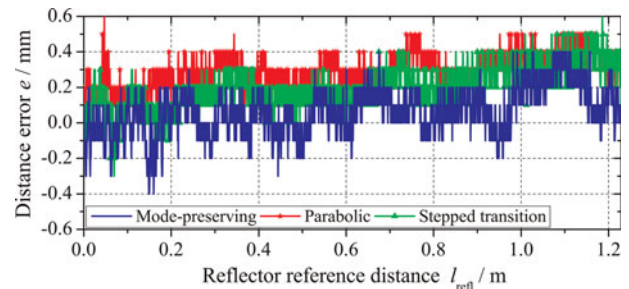 0.6
0.4
0.2
0.0
-0.2
-0.4
-0.6
Distance error e / mm
Mode-preserving Parabolic Stepped transition
0.0 0.2 0.4 0.6 0.8 1.0 1.2
Reflector reference distance l_refl / m